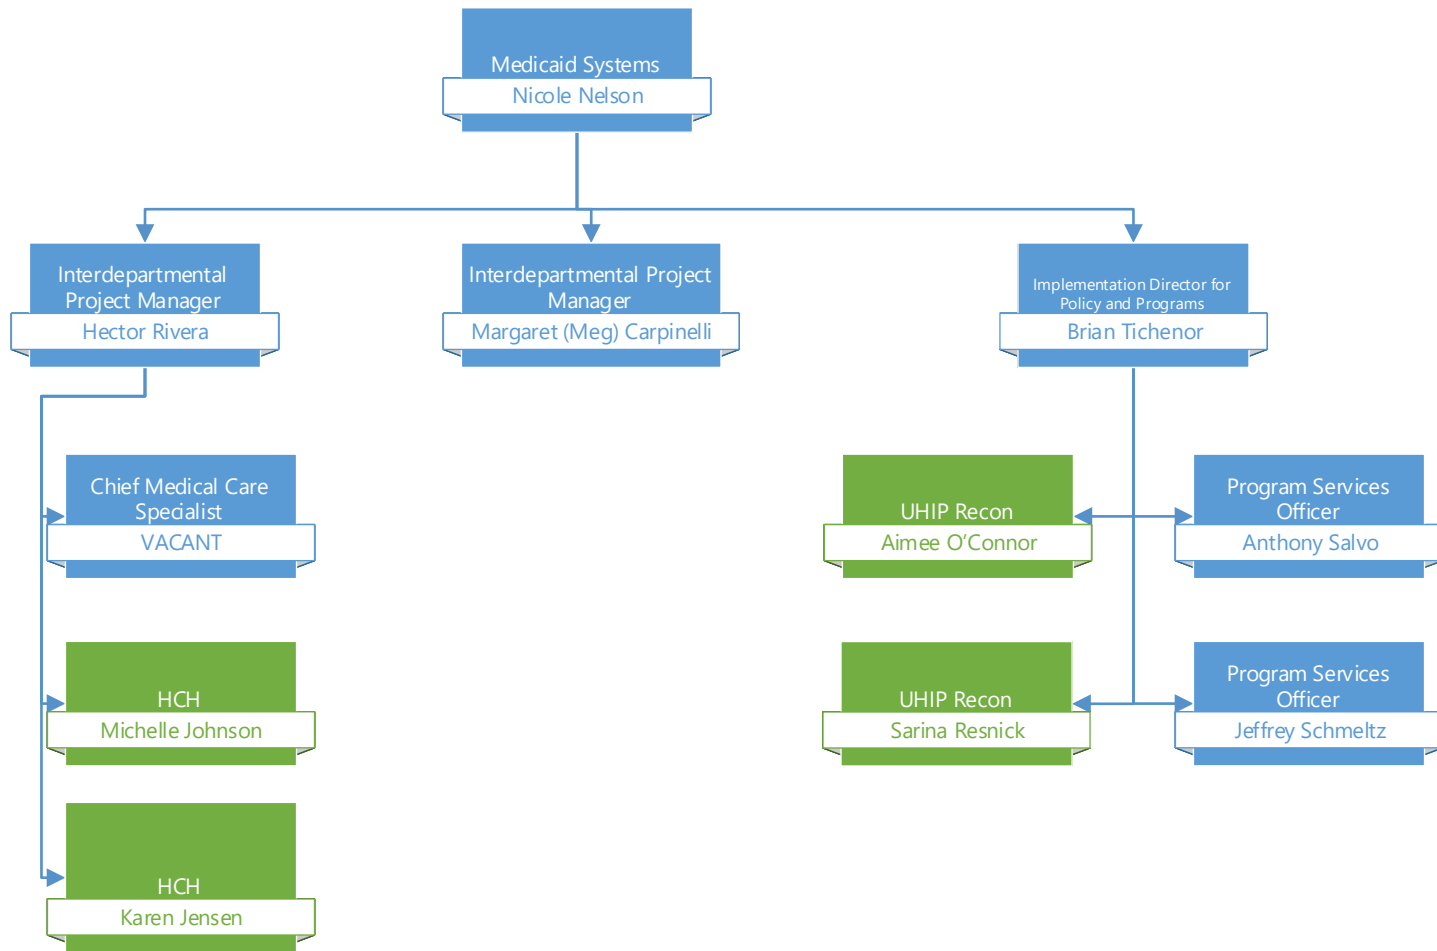 Medicaid Systems
Nicole Nelson
Interdepartmental
Project Manager
Hector Rivera
Interdepartmental Project
Manager
Margaret (Meg) Carpinelli
Implementation Director for
Policy and Programs
Brian Tichenor
Chief Medical Care
Specialist
VACANT
UHIP Recon
Aimee O’Connor
Program Services
Officer
Anthony Salvo
HCH
Michelle Johnson
UHIP Recon
Sarina Resnick
Program Services
Officer
Jeffrey Schmeltz
HCH
Karen Jensen